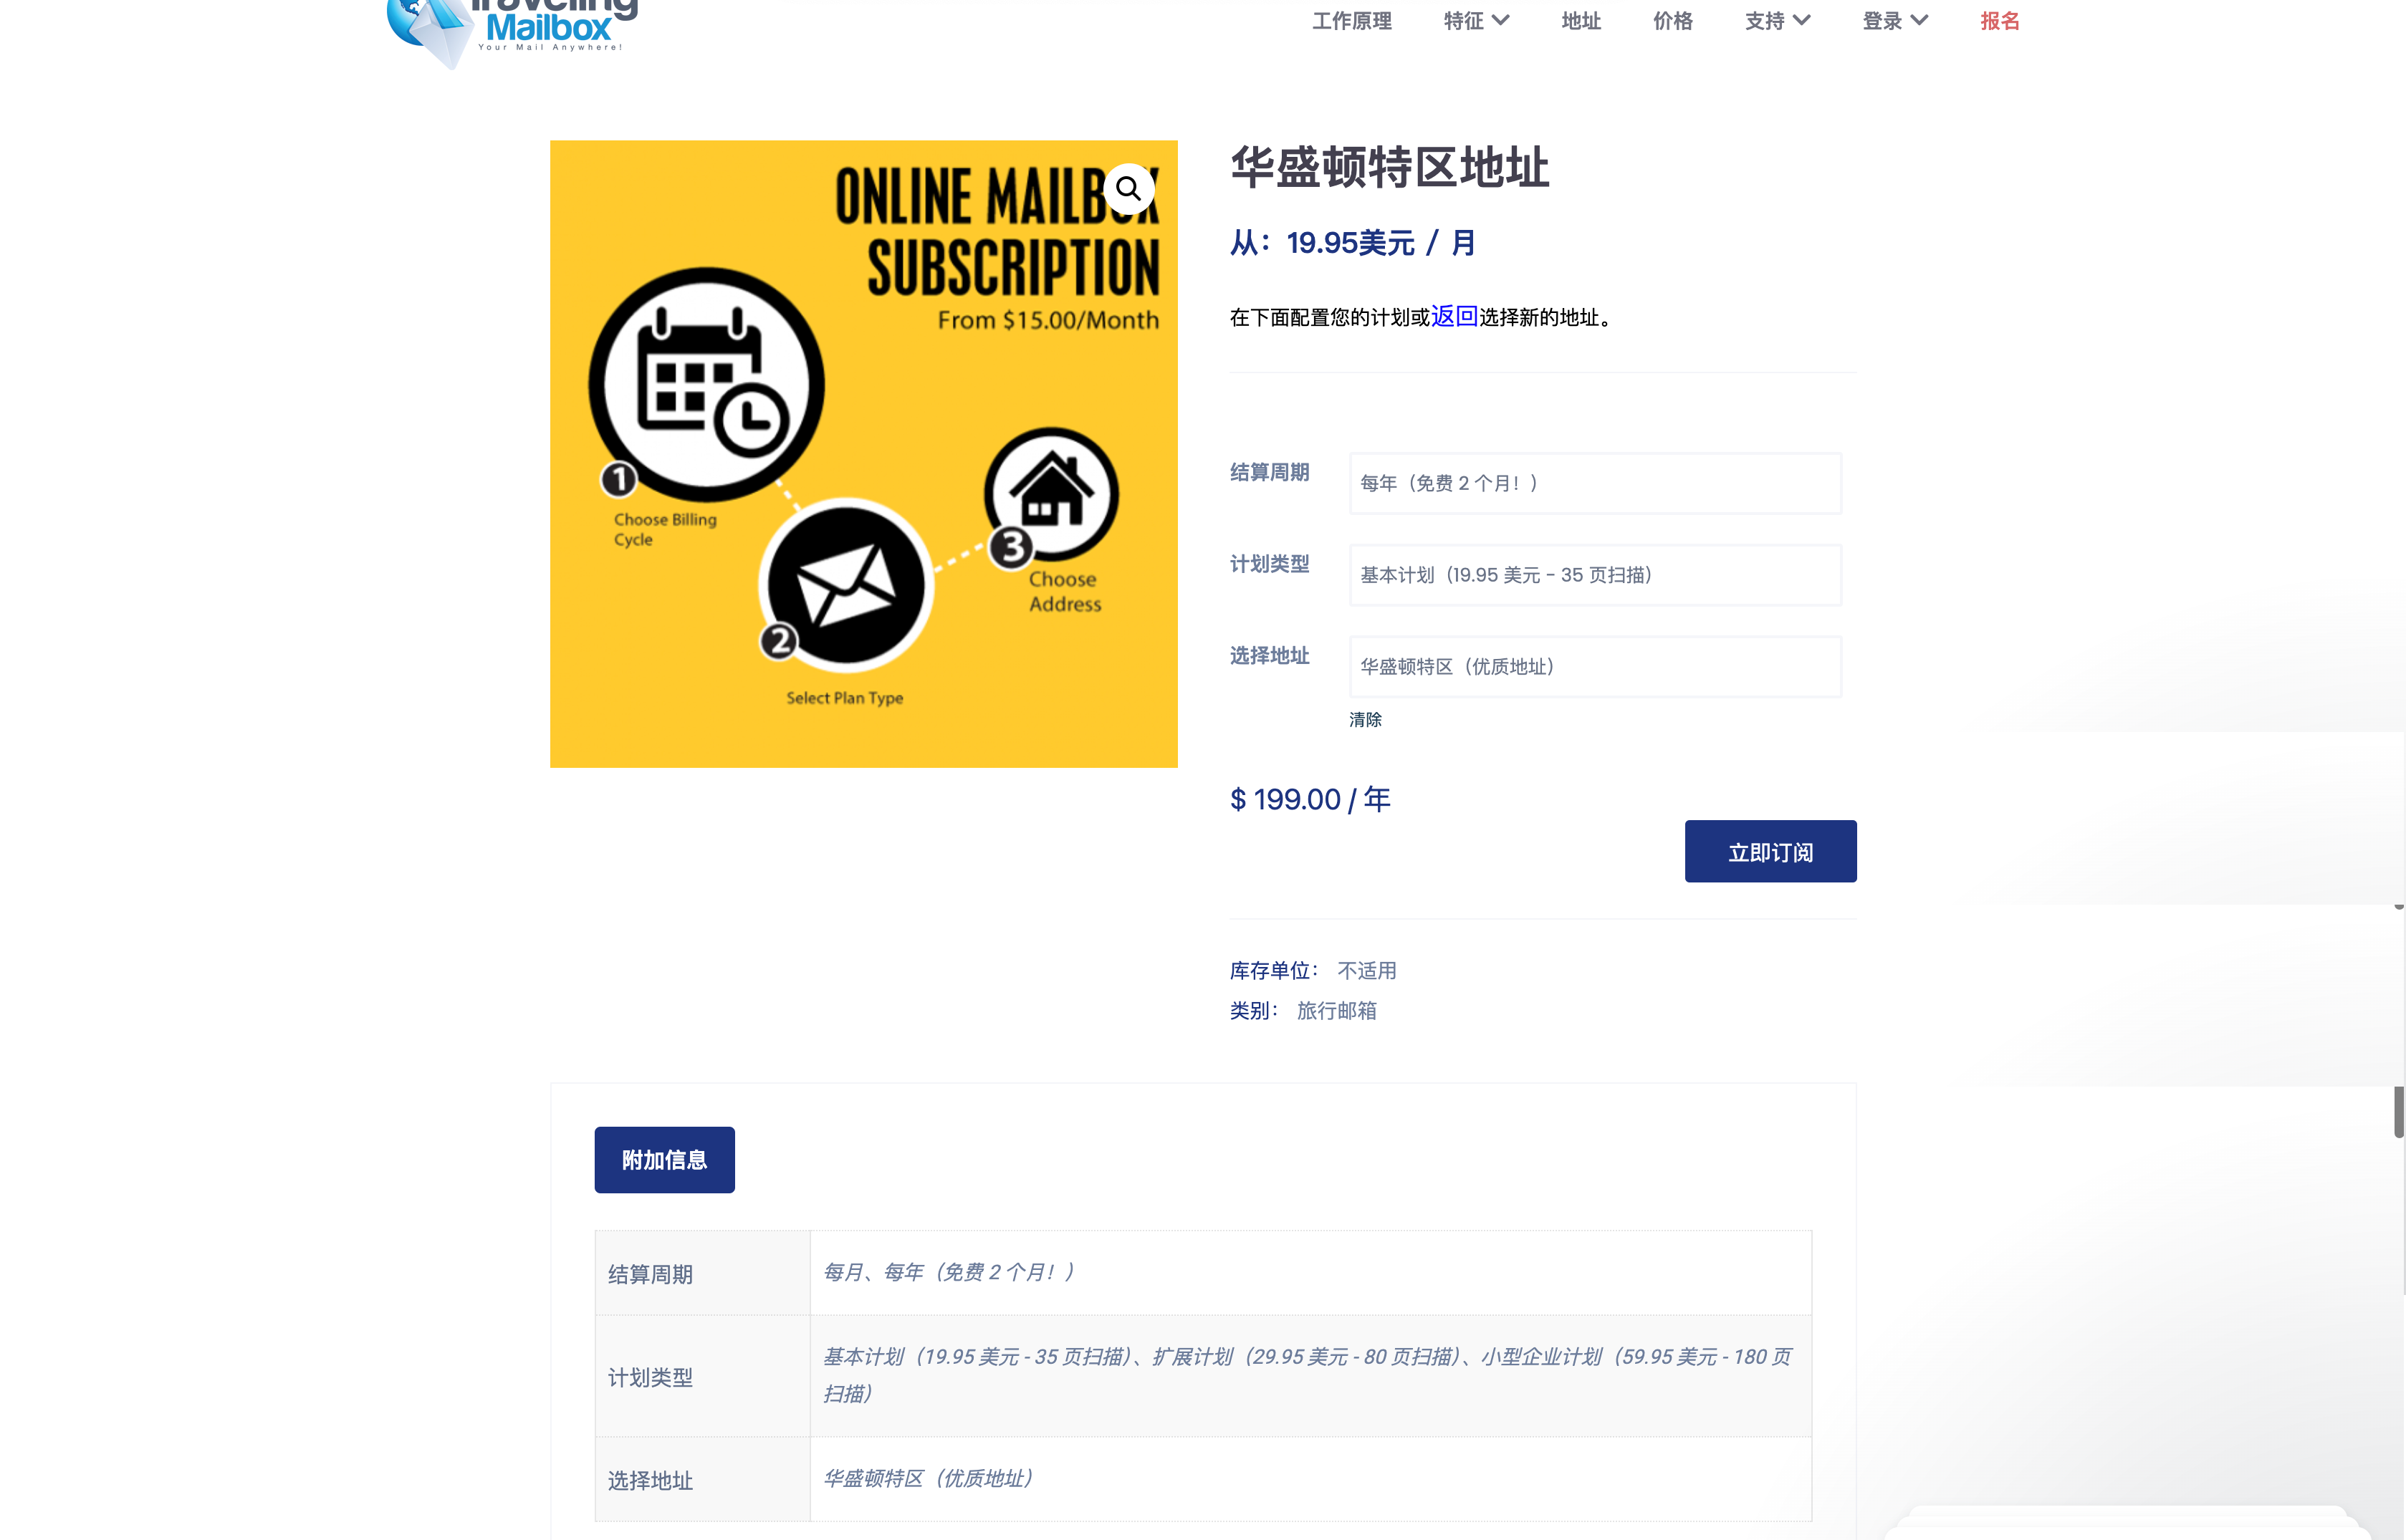 Traveling
Mailbox
Your Mail Anywhere!
工作原理
特征
地址
价格
支持
登录
报名
ONLINE MAILBOX
SUBSCRIPTION
From $15.00/Month
1
Choose Billing
Cycle
2
Select Plan Type
3
Choose
Address
华盛顿特区地址
从：19.95美元 / 月
在下面配置您的计划或返回选择新的地址。
结算周期
每年（免费 2 个月！）
计划类型
基本计划（19.95 美元 - 35 页扫描）
选择地址
华盛顿特区（优质地址）
清除
$ 199.00 / 年
立即订阅
库存单位： 不适用
类别： 旅行邮箱
附加信息
结算周期
每月、每年（免费 2 个月！）
计划类型
基本计划（19.95 美元 - 35 页扫描）、扩展计划（29.95 美元 - 80 页扫描）、小型企业计划（59.95 美元 - 180 页
扫描）
选择地址
华盛顿特区（优质地址）